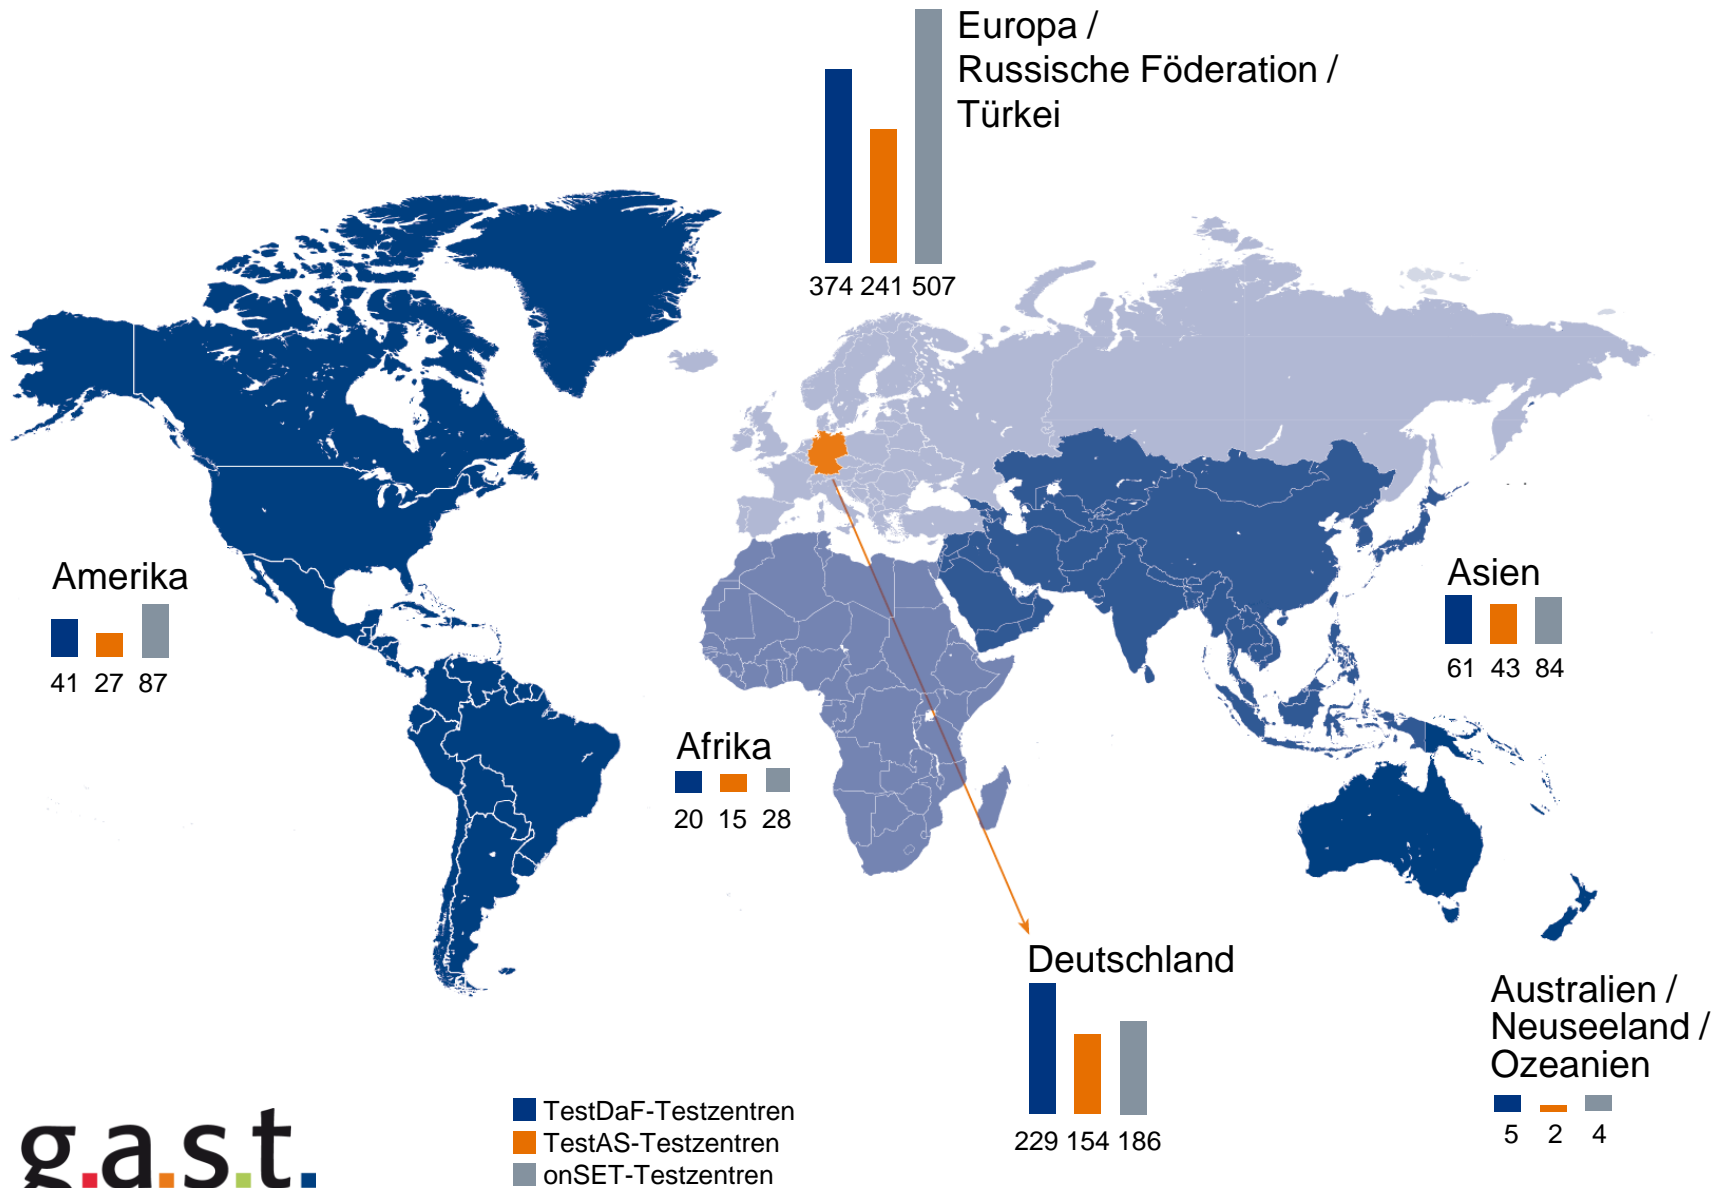 Europa /
Russische Föderation /
Türkei
374 241 507
Amerika
41 27 87
Asien
61 43 84
Afrika
20 15 28
Deutschland
229 154 186
Australien /
Neuseeland /
Ozeanien
5 2 4
TestDaF-Testzentren
TestAS-Testzentren
onSET-Testzentren
g.a.s.t.